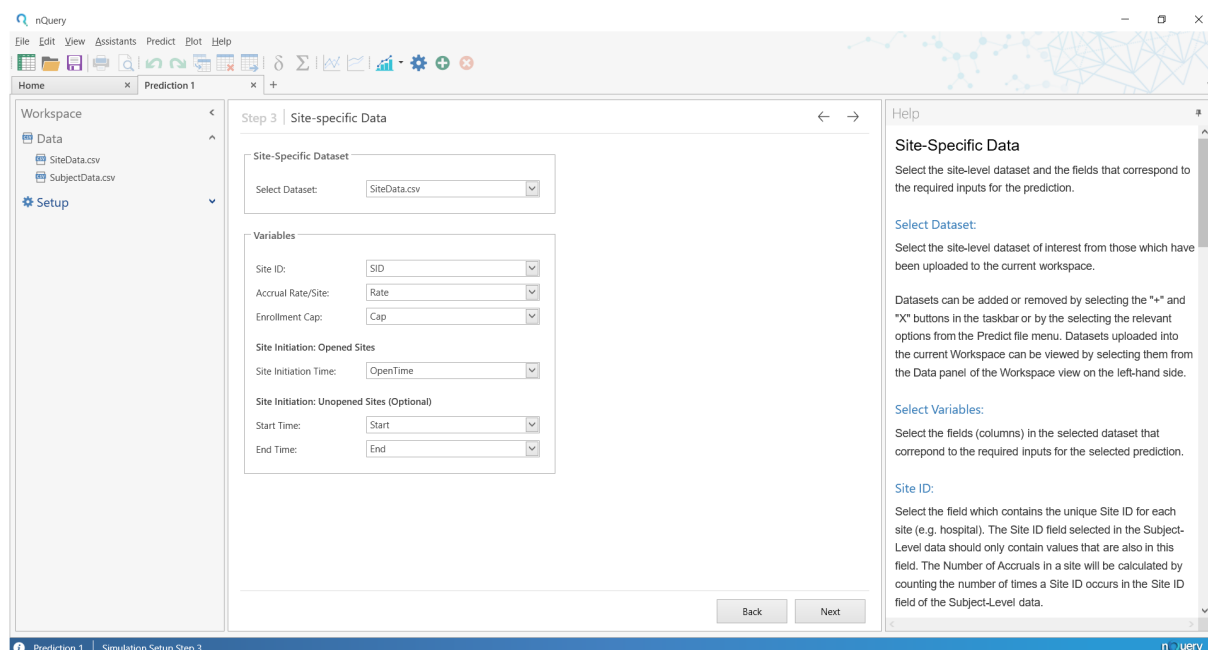 nQuery
File Edit View Assistants Predict Plot Help
Home Prediction 1
Workspace
Data
SiteData.csv
SubjectData.csv
Setup
Step 3 | Site-specific Data
Site-Specific Dataset
Select Dataset: SiteData.csv
Variables
Site ID: SID
Accrual Rate/Site: Rate
Enrollment Cap: Cap
Site Initiation: Opened Sites
Site Initiation Time: OpenTime
Site Initiation: Unopened Sites (Optional)
Start Time: Start
End Time: End
Back Next
Help
Site-Specific Data
Select the site-level dataset and the fields that correspond to
the required inputs for the prediction.
Select Dataset:
Select the site-level dataset of interest from those which have
been uploaded to the current workspace.
Datasets can be added or removed by selecting the "+" and
"X" buttons in the taskbar or by the selecting the relevant
options from the Predict file menu. Datasets uploaded into
the current Workspace can be viewed by selecting them from
the Data panel of the Workspace view on the left-hand side.
Select Variables:
Select the fields (columns) in the selected dataset that
correpond to the required inputs for the selected prediction.
Site ID:
Select the field which contains the unique Site ID for each
site (e.g. hospital). The Site ID field selected in the Subject-
Level data should only contain values that are also in this
field. The Number of Accruals in a site will be calculated by
counting the number of times a Site ID occurs in the Site ID
field of the Subject-Level data.
Prediction 1 | Simulation Setup Step 3
nQuery